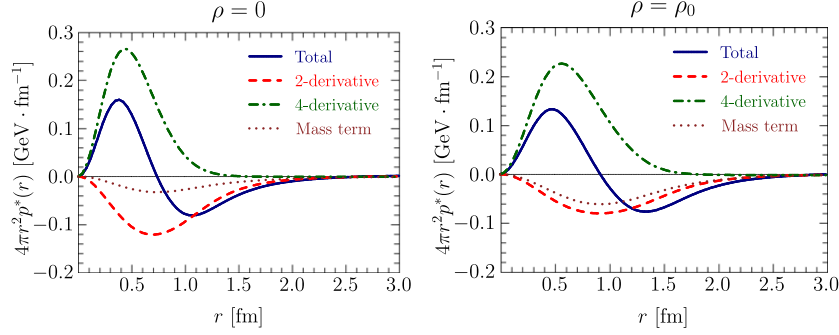 ρ = 0
4πr²p*(r) [GeV · fm⁻¹]
0.3
0.2
0.1
0.0
−0.1
−0.2
Total
2-derivative
4-derivative
Mass term
0.5 1.0 1.5 2.0 2.5 3.0
r [fm]
ρ = ρ₀
4πr²p*(r) [GeV · fm⁻¹]
0.3
0.2
0.1
0.0
−0.1
−0.2
Total
2-derivative
4-derivative
Mass term
0.5 1.0 1.5 2.0 2.5 3.0
r [fm]